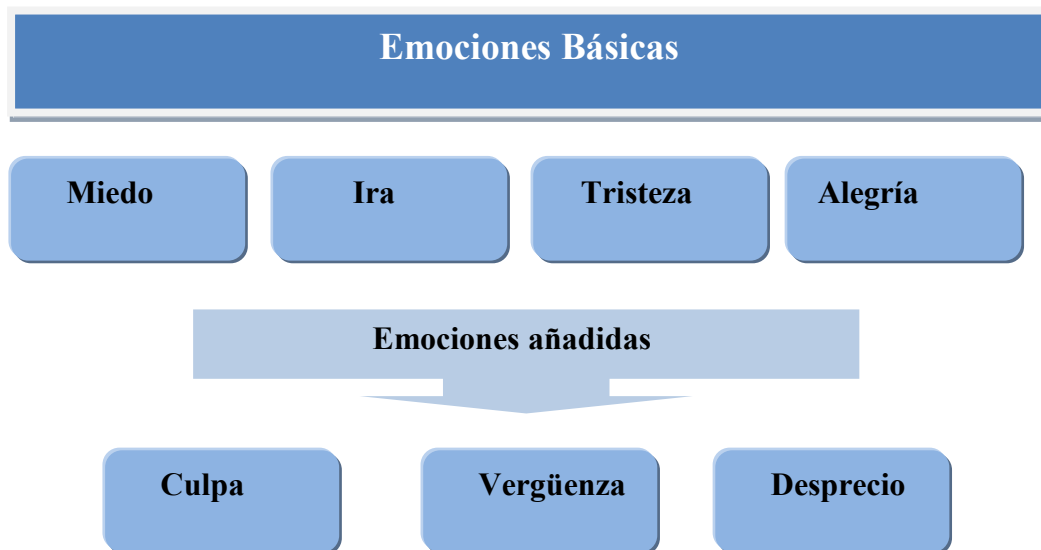 Emociones Básicas
Miedo Ira Tristeza Alegría
Emociones añadidas
Culpa Vergüenza Desprecio